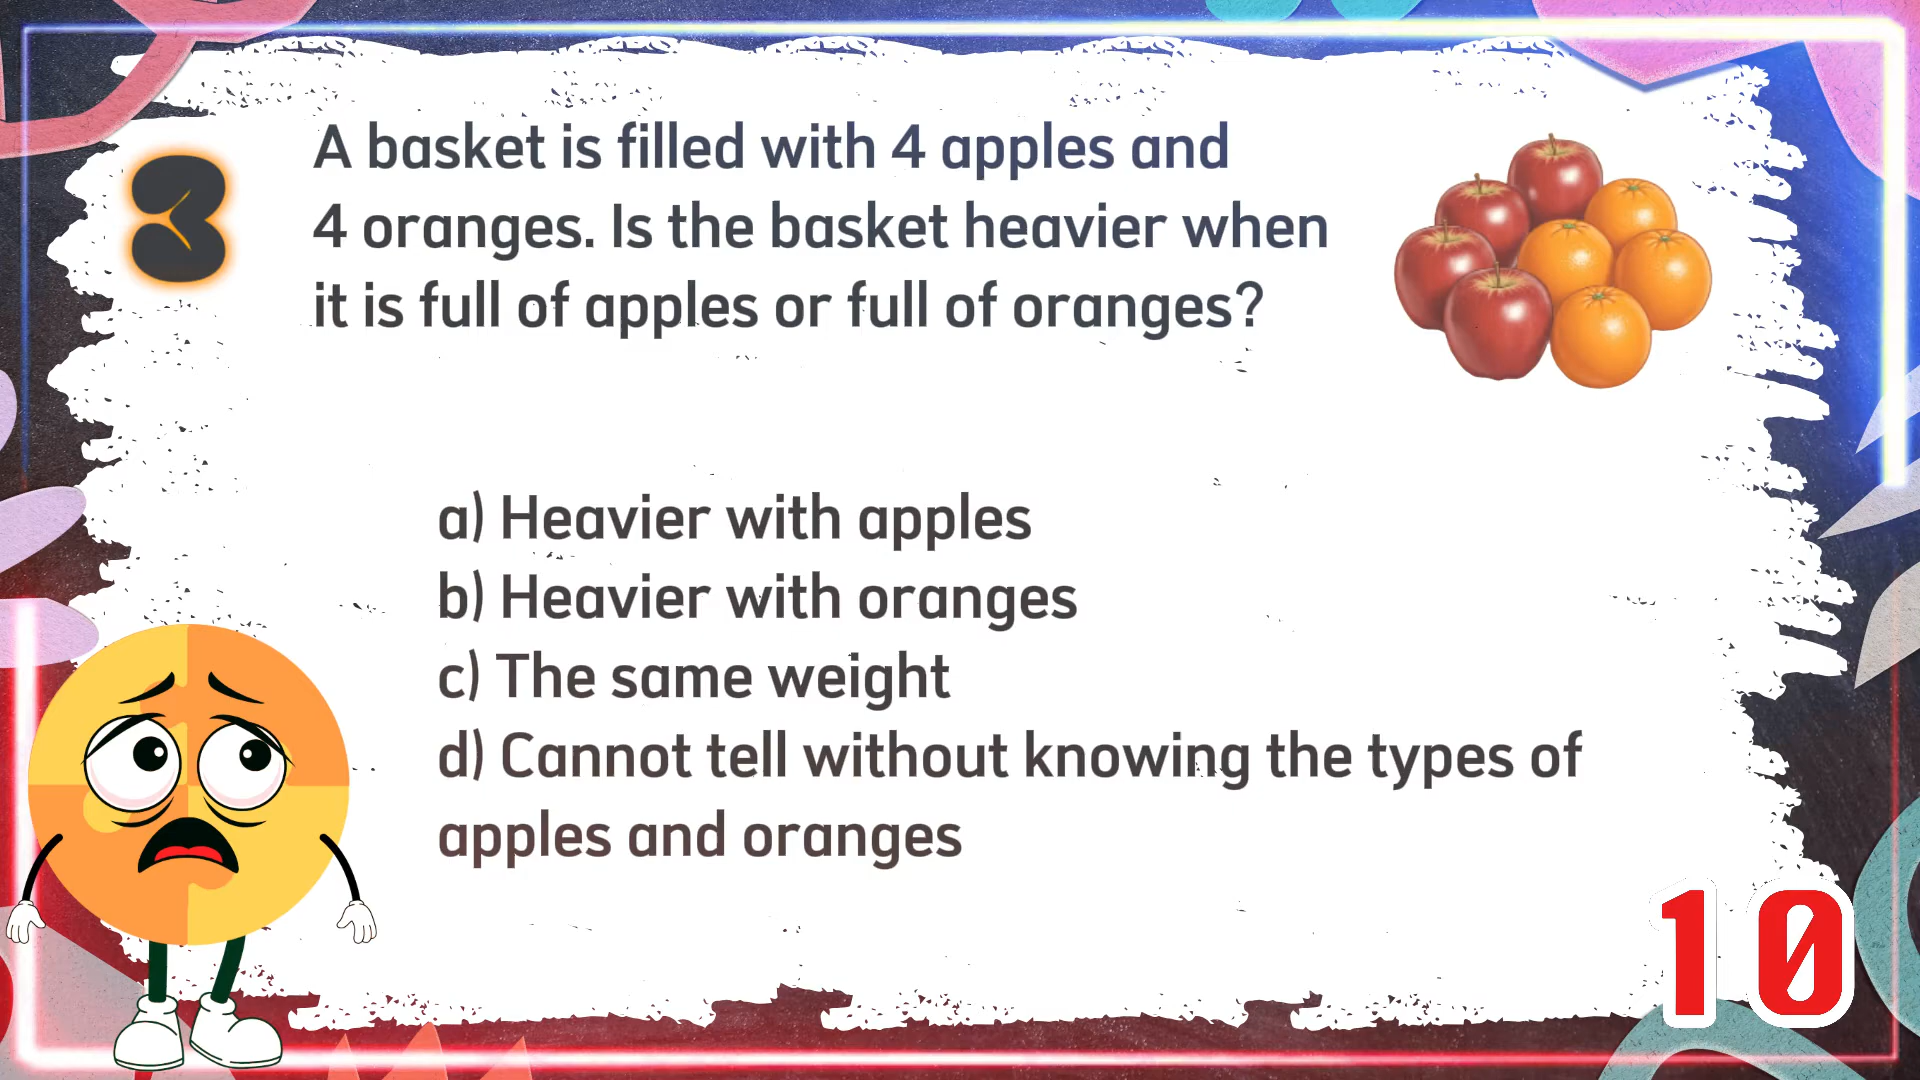 3
A basket is filled with 4 apples and
4 oranges. Is the basket heavier when
it is full of apples or full of oranges?
a) Heavier with apples
b) Heavier with oranges
c) The same weight
d) Cannot tell without knowing the types of
apples and oranges
10